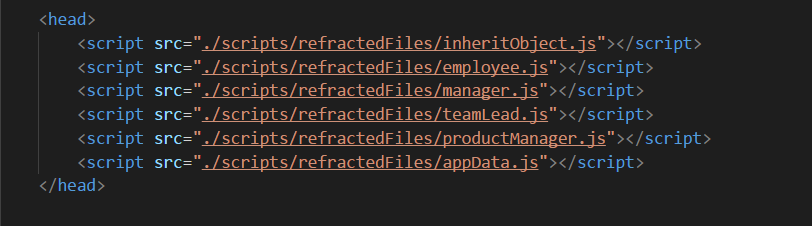 <head>
<script src="./scripts/refractedFiles/inheritObject.js"></script>
<script src="./scripts/refractedFiles/employee.js"></script>
<script src="./scripts/refractedFiles/manager.js"></script>
<script src="./scripts/refractedFiles/teamLead.js"></script>
<script src="./scripts/refractedFiles/productManager.js"></script>
<script src="./scripts/refractedFiles/appData.js"></script>
</head>